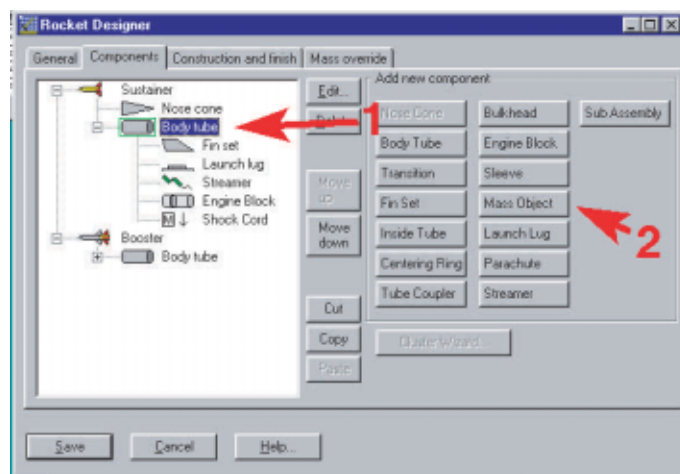 Rocket Designer
General Components Construction and finish Mass override
Sustainer
Nose cone
Body tube
Fin set
Launch lug
Streamer
Engine Block
M Shock Cord
Booster
Body tube
Edit...
Delete
Move up
Move down
Cut
Copy
Paste
1
Add new component
Nose Cone Bulkhead Sub Assembly
Body Tube Engine Block
Transition Sleeve
Fin Set Mass Object
Inside Tube Launch Lug
Centering Ring Parachute
Tube Coupler Streamer
2
Cluster Wizard...
Save Cancel Help...